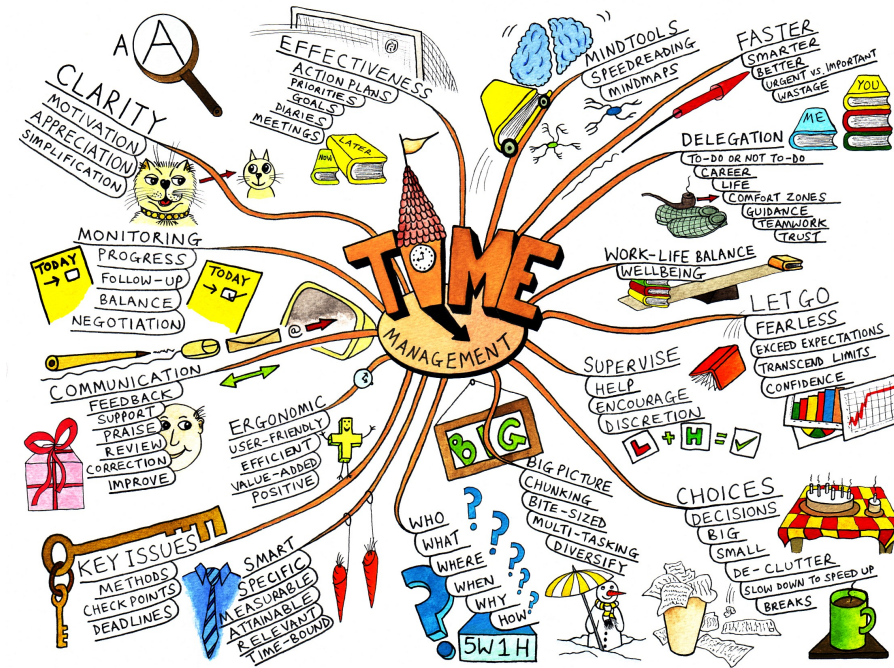 TIME
MANAGEMENT
A
A
CLARITY
MOTIVATION
APPRECIATION
SIMPLIFICATION
EFFECTIVENESS
@
ACTION PLANS
PRIORITIES
GOALS
DIARIES
MEETINGS
NOW
LATER
MINDTOOLS
SPEEDREADING
MINDMAPS
FASTER
SMARTER
BETTER
URGENT VS. IMPORTANT
WASTAGE
ME
YOU
DELEGATION
TO-DO OR NOT TO-DO
CAREER
LIFE
COMFORT ZONES
GUIDANCE
TEAMWORK
TRUST
WORK-LIFE BALANCE
WELLBEING
LET GO
FEARLESS
EXCEED EXPECTATIONS
TRANSCEND LIMITS
CONFIDENCE
SUPERVISE
HELP
ENCOURAGE
DISCRETION
L + H = ✓
CHOICES
DECISIONS
BIG
SMALL
DE-CLUTTER
SLOW DOWN TO SPEED UP
BREAKS
BIG
BIG PICTURE
CHUNKING
BITE-SIZED
MULTI-TASKING
DIVERSIFY
WHO
WHAT
WHERE
WHEN
WHY
HOW
? ? ? ? ? ?
5W1H
SMART
SPECIFIC
MEASURABLE
ATTAINABLE
RELEVANT
TIME-BOUND
KEY ISSUES
METHODS
CHECK POINTS
DEADLINES
ERGONOMIC
USER-FRIENDLY
EFFICIENT
VALUE-ADDED
POSITIVE
COMMUNICATION
FEEDBACK
SUPPORT
PRAISE
REVIEW
CORRECTION
IMPROVE
@
MONITORING
PROGRESS
FOLLOW-UP
BALANCE
NEGOTIATION
TODAY
TODAY